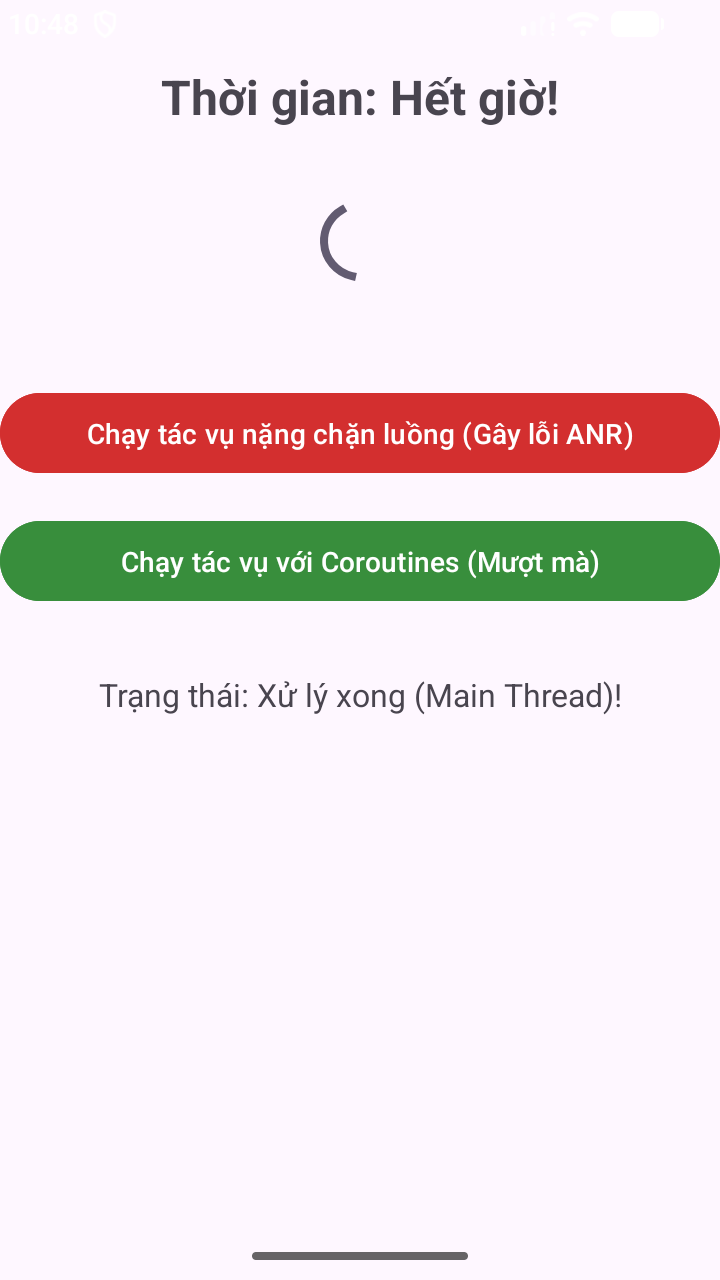 10:48
Thời gian: Hết giờ!
Chạy tác vụ nặng chặn luồng (Gây lỗi ANR)
Chạy tác vụ với Coroutines (Mượt mà)
Trạng thái: Xử lý xong (Main Thread)!